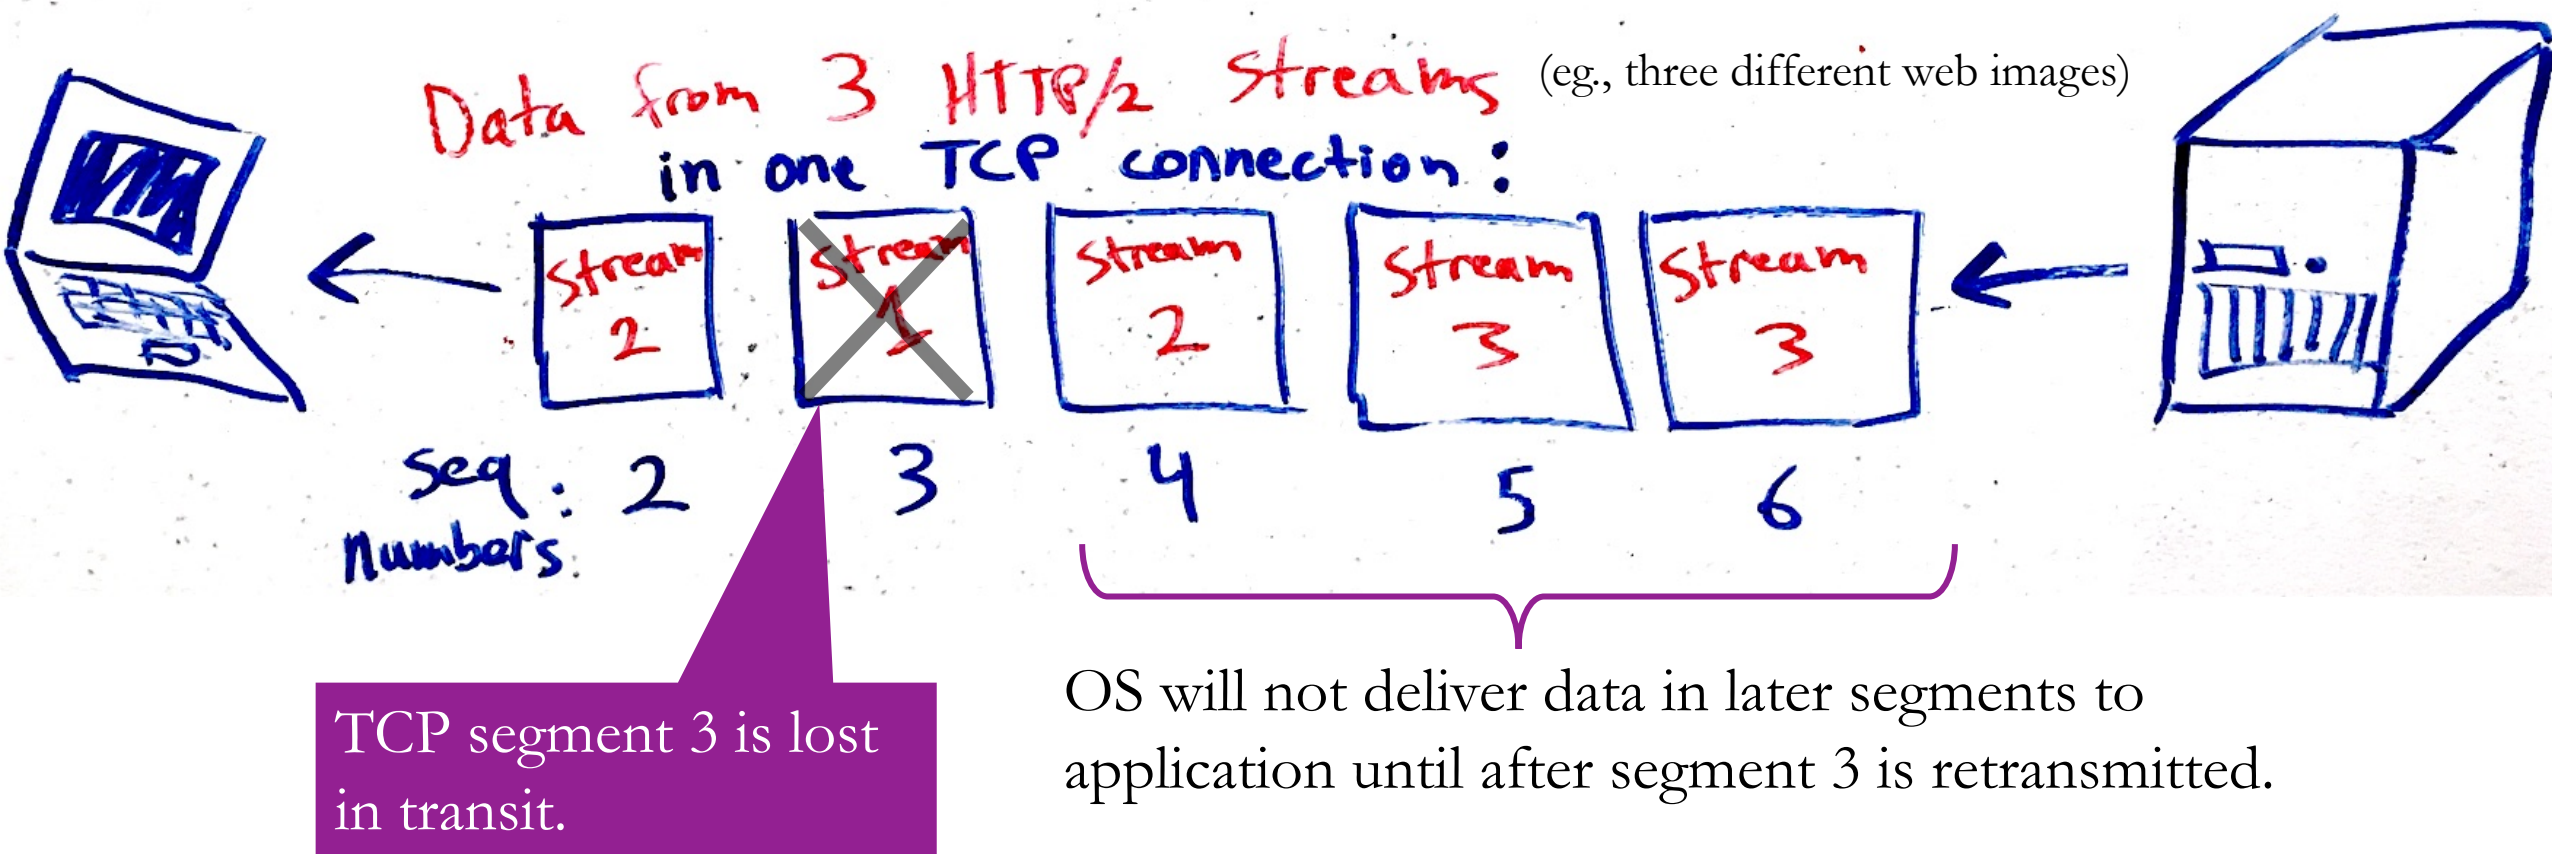 Data from 3 HTTP/2 Streams (eg., three different web images)
in one TCP connection:
Stream 2
Stream 1
Stream 2
Stream 3
Stream 3
seq. numbers: 2 3 4 5 6
TCP segment 3 is lost
in transit.
OS will not deliver data in later segments to
application until after segment 3 is retransmitted.